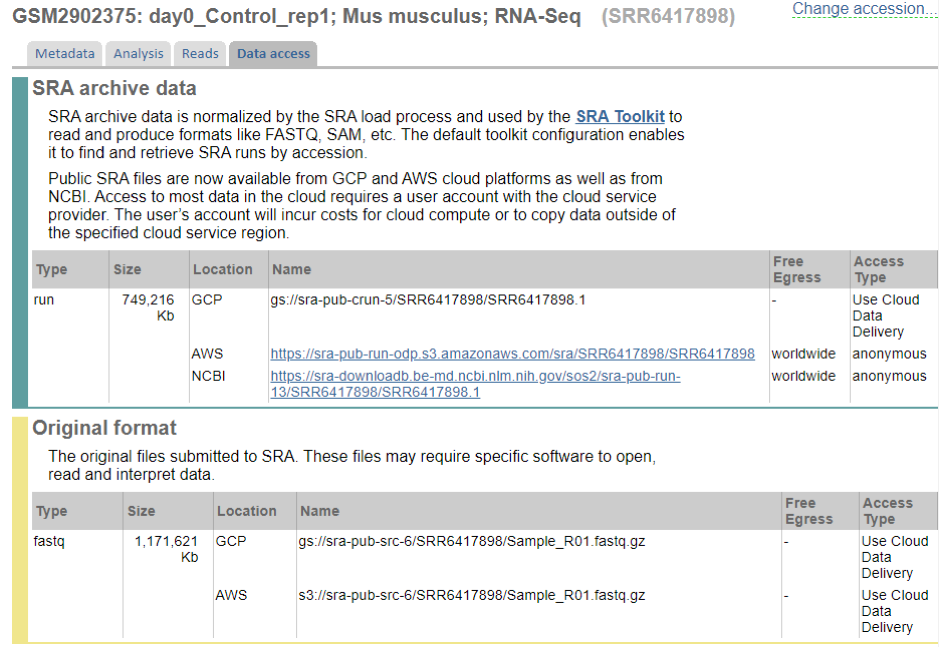 GSM2902375: day0_Control_rep1; Mus musculus; RNA-Seq (SRR6417898)
Change accession...
Metadata Analysis Reads Data access
SRA archive data
SRA archive data is normalized by the SRA load process and used by the SRA Toolkit to
read and produce formats like FASTQ, SAM, etc. The default toolkit configuration enables
it to find and retrieve SRA runs by accession.
Public SRA files are now available from GCP and AWS cloud platforms as well as from
NCBI. Access to most data in the cloud requires a user account with the cloud service
provider. The user's account will incur costs for cloud compute or to copy data outside of
the specified cloud service region.
Type Size Location Name Free Egress Access Type
run 749,216 Kb GCP gs://sra-pub-crun-5/SRR6417898/SRR6417898.1 - Use Cloud Data Delivery
AWS https://sra-pub-run-odp.s3.amazonaws.com/sra/SRR6417898/SRR6417898 worldwide anonymous
NCBI https://sra-downloadb.be-md.ncbi.nlm.nih.gov/sos2/sra-pub-run-13/SRR6417898/SRR6417898.1 worldwide anonymous
Original format
The original files submitted to SRA. These files may require specific software to open,
read and interpret data.
Type Size Location Name Free Egress Access Type
fastq 1,171,621 Kb GCP gs://sra-pub-src-6/SRR6417898/Sample_R01.fastq.gz - Use Cloud Data Delivery
AWS s3://sra-pub-src-6/SRR6417898/Sample_R01.fastq.gz - Use Cloud Data Delivery